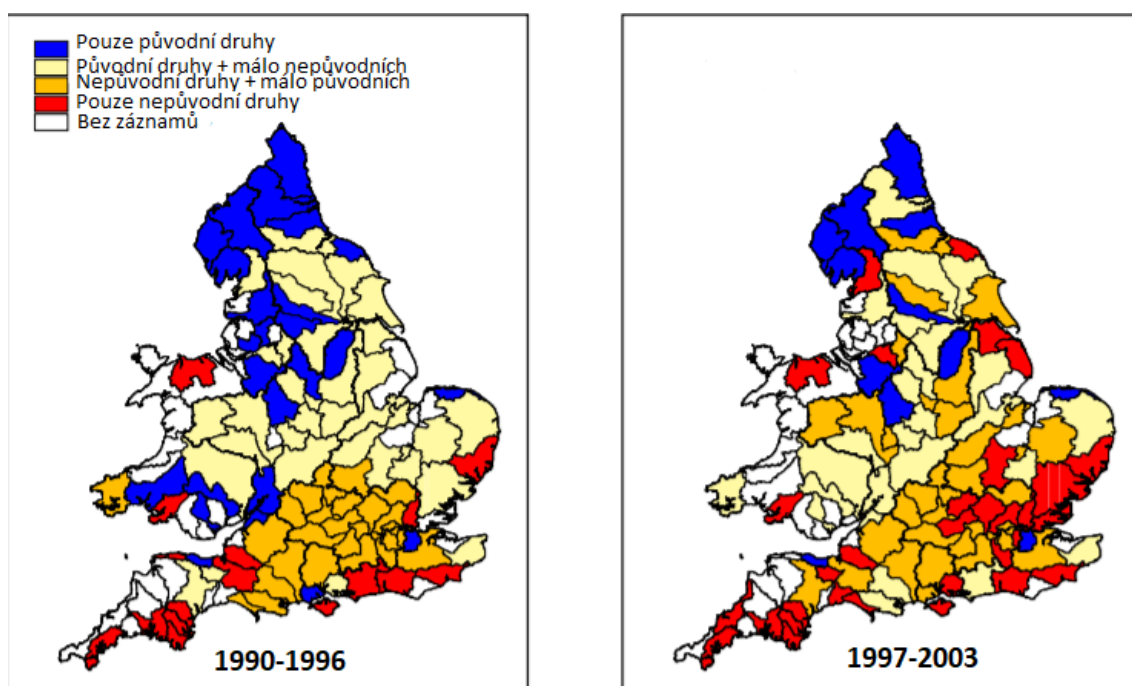 Pouze původní druhy
Původní druhy + málo nepůvodních
Nepůvodní druhy + málo původních
Pouze nepůvodní druhy
Bez záznamů
1990-1996
1997-2003